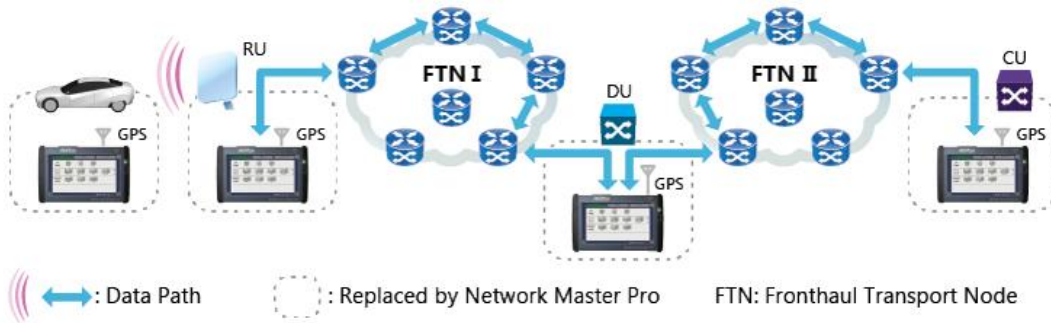 RU
FTN I
FTN II
CU
DU
GPS
GPS
GPS
GPS
: Data Path
: Replaced by Network Master Pro
FTN: Fronthaul Transport Node